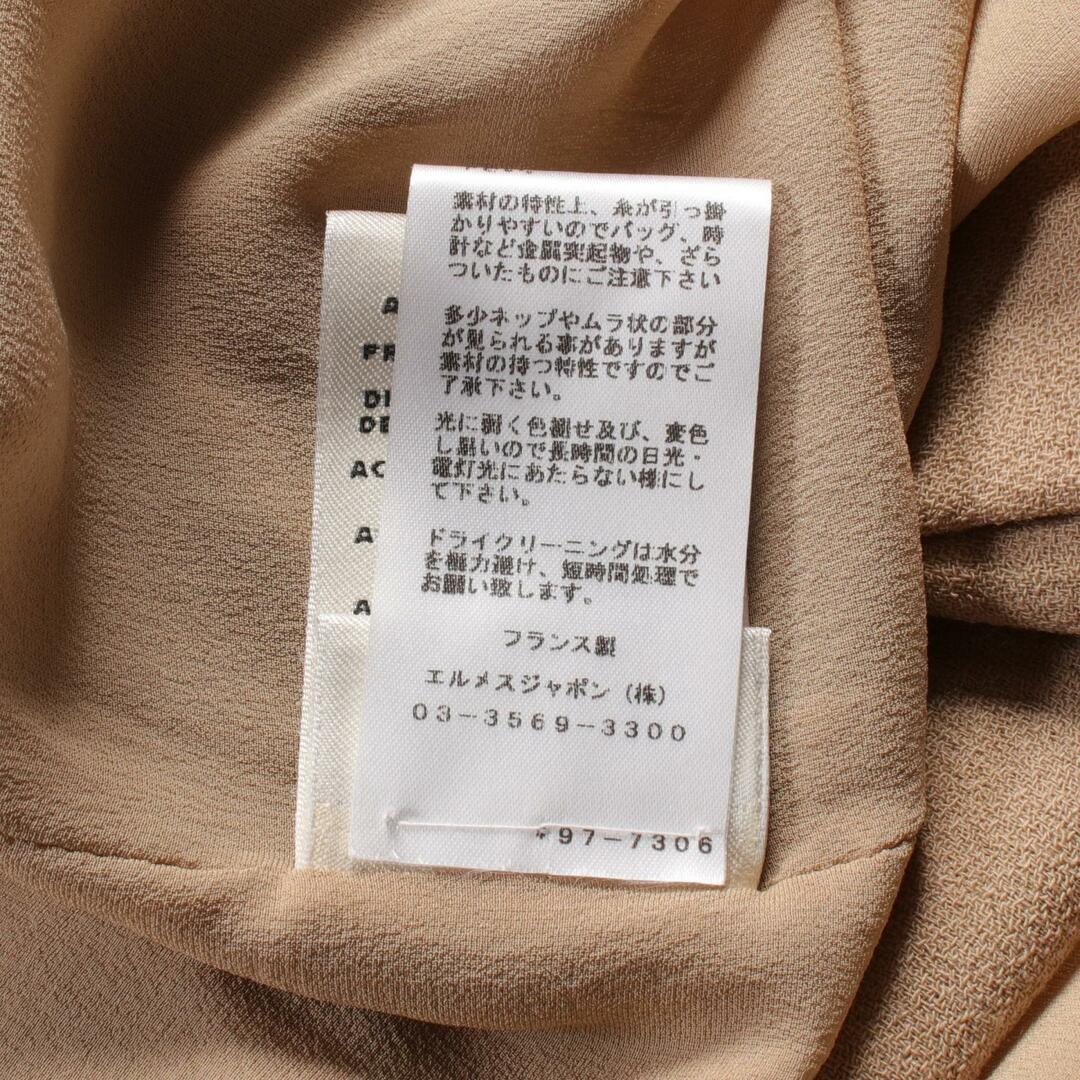 下さい。
素材の特性上、糸が引っ掛
かりやすいのでバッグ、時
計など金属突起物や、ざら
ついたものにご注意下さい
多少ネップやムラ状の部分
が見られる事がありますが
素材の持つ特性ですのでご
了承下さい。
光に弱く色褪せ及び、変色
し易いので長時間の日光・
電灯光にあたらない様にし
て下さい。
ドライクリーニングは水分
を極力避け、短時間処理で
お願い致します。
フランス製
エルメスジャポン（株）
03－3569－3300
97－7306
FR
DI
DE
AC
A
A